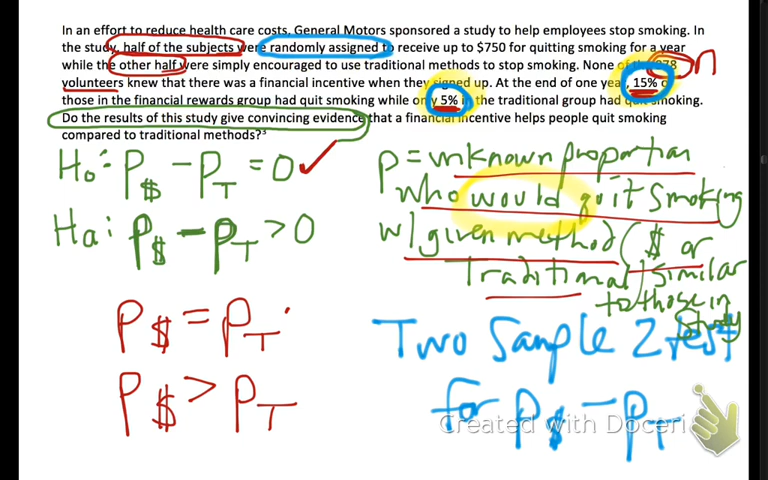 In an effort to reduce health care costs, General Motors sponsored a study to help employees stop smoking. In
the study, half of the subjects were randomly assigned to receive up to $750 for quitting smoking for a year
while the other half were simply encouraged to use traditional methods to stop smoking. None of the 878
volunteers knew that there was a financial incentive when they signed up. At the end of one year, 15% of
those in the financial rewards group had quit smoking while only 5% in the traditional group had quit smoking.
Do the results of this study give convincing evidence that a financial incentive helps people quit smoking
compared to traditional methods?³
n
Ho: P$ - PT = 0 ✓
Ha: P$ - PT > 0
P$ = PT
P$ > PT
p = unknown proportion
who would quit smoking
w/ given method ($ or
Traditional) similar
to those in
study
Two Sample Z test
for P$ - PT
Created with Doceri